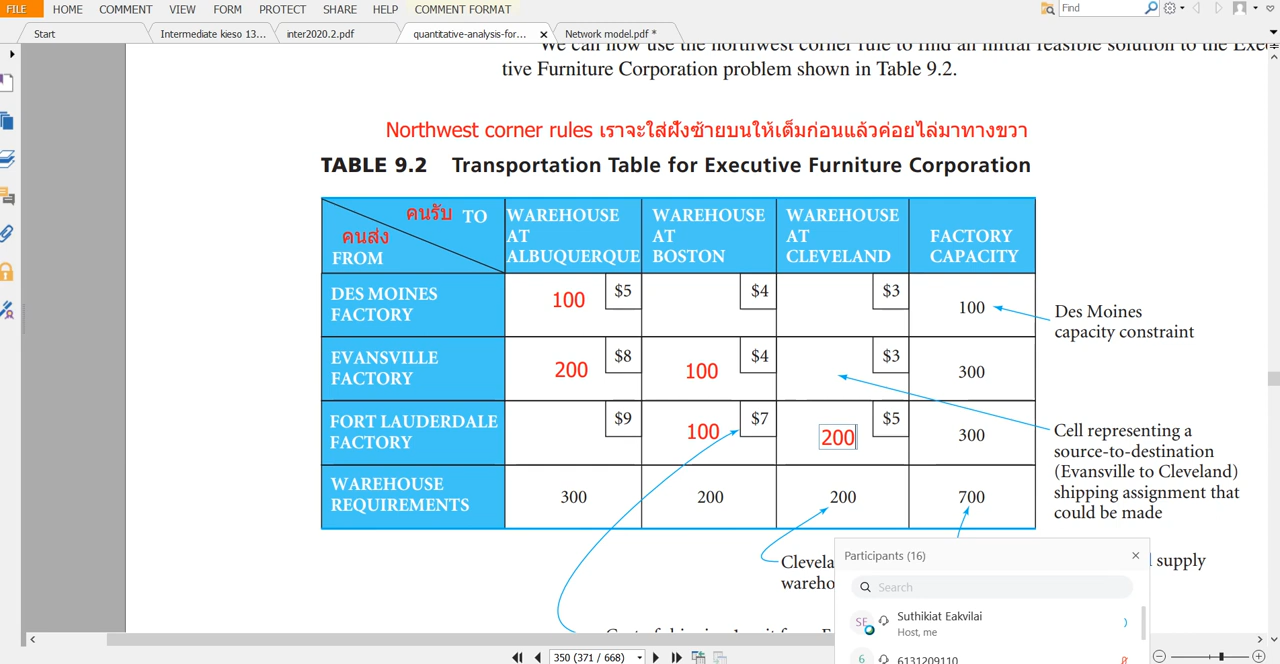 FILE HOME COMMENT VIEW FORM PROTECT SHARE HELP COMMENT FORMAT Find
Start Intermediate kieso 13... inter2020.2.pdf quantitative-analysis-for... Network model.pdf *
We can now use the northwest corner rule to find an initial feasible solution to the Exec
tive Furniture Corporation problem shown in Table 9.2.
Northwest corner rules เราจะใส่ฝั่งซ้ายบนให้เต็มก่อนแล้วค่อยไล่มาทางขวา
TABLE 9.2 Transportation Table for Executive Furniture Corporation
คนรับ TO
คนส่ง
FROM
WAREHOUSE
AT
ALBUQUERQUE
WAREHOUSE
AT
BOSTON
WAREHOUSE
AT
CLEVELAND
FACTORY
CAPACITY
DES MOINES
FACTORY
100 $5 $4 $3 100
EVANSVILLE
FACTORY
200 $8 100 $4 $3 300
FORT LAUDERDALE
FACTORY
$9 100 $7 200 $5 300
WAREHOUSE
REQUIREMENTS
300 200 200 700
Des Moines
capacity constraint
Cell representing a
source-to-destination
(Evansville to Cleveland)
shipping assignment that
could be made
Clevela
wareho
supply
Participants (16)
Search
SE Suthikiat Eakvilai
Host, me
6 6131209110
350 (371 / 668)